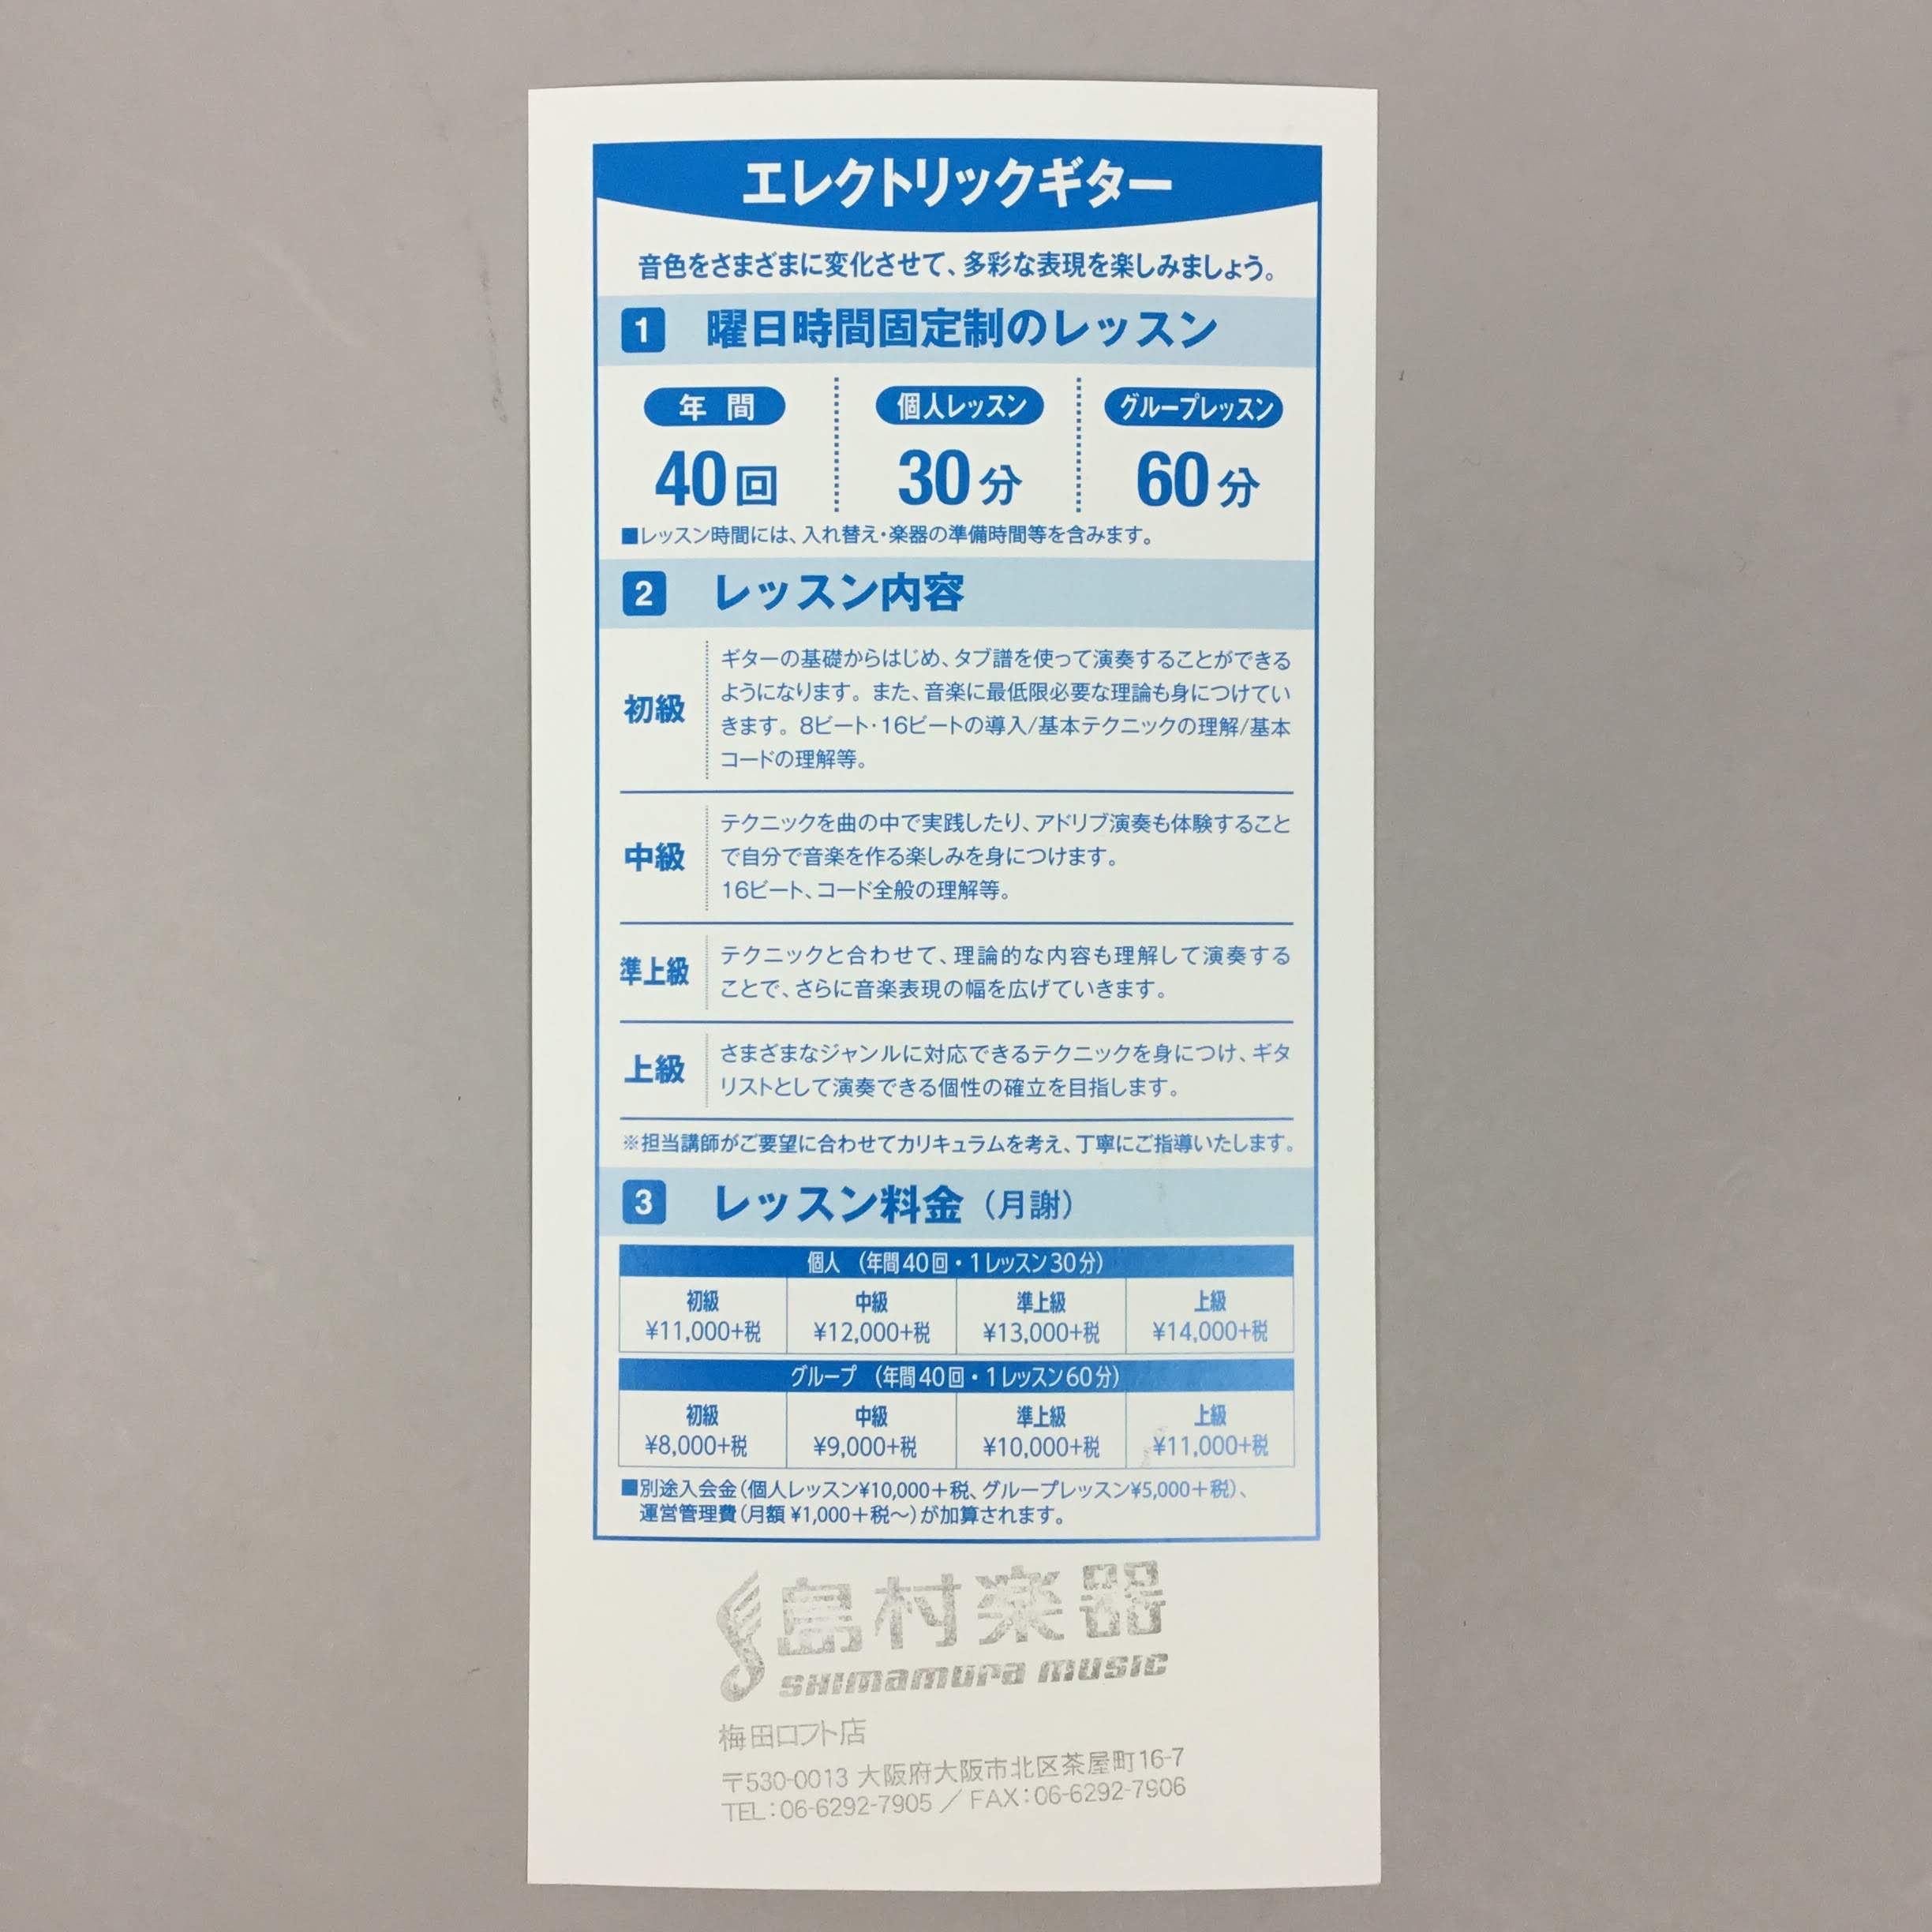 エレクトリックギター
音色をさまざまに変化させて、多彩な表現を楽しみましょう。
1 曜日時間固定制のレッスン
年間 個人レッスン グループレッスン
40回 30分 60分
■レッスン時間には、入れ替え・楽器の準備時間等を含みます。
2 レッスン内容
初級
ギターの基礎からはじめ、タブ譜を使って演奏することができる
ようになります。また、音楽に最低限必要な理論も身につけてい
きます。8ビート・16ビートの導入/基本テクニックの理解/基本
コードの理解等。
中級
テクニックを曲の中で実践したり、アドリブ演奏も体験すること
で自分で音楽を作る楽しみを身につけます。
16ビート、コード全般の理解等。
準上級
テクニックと合わせて、理論的な内容も理解して演奏する
ことで、さらに音楽表現の幅を広げていきます。
上級
さまざまなジャンルに対応できるテクニックを身につけ、ギタ
リストとして演奏できる個性の確立を目指します。
※担当講師がご要望に合わせてカリキュラムを考え、丁寧にご指導いたします。
3 レッスン料金（月謝）
個人（年間40回・1レッスン30分）
初級 中級 準上級 上級
¥11,000+税 ¥12,000+税 ¥13,000+税 ¥14,000+税
グループ（年間40回・1レッスン60分）
初級 中級 準上級 上級
¥8,000+税 ¥9,000+税 ¥10,000+税 ¥11,000+税
■別途入会金（個人レッスン¥10,000＋税、グループレッスン¥5,000＋税）、
運営管理費（月額 ¥1,000＋税～）が加算されます。
島村楽器
SHIMAMURA MUSIC
梅田ロフト店
〒530-0013 大阪府大阪市北区茶屋町16-7
TEL：06-6292-7905 ／ FAX：06-6292-7906